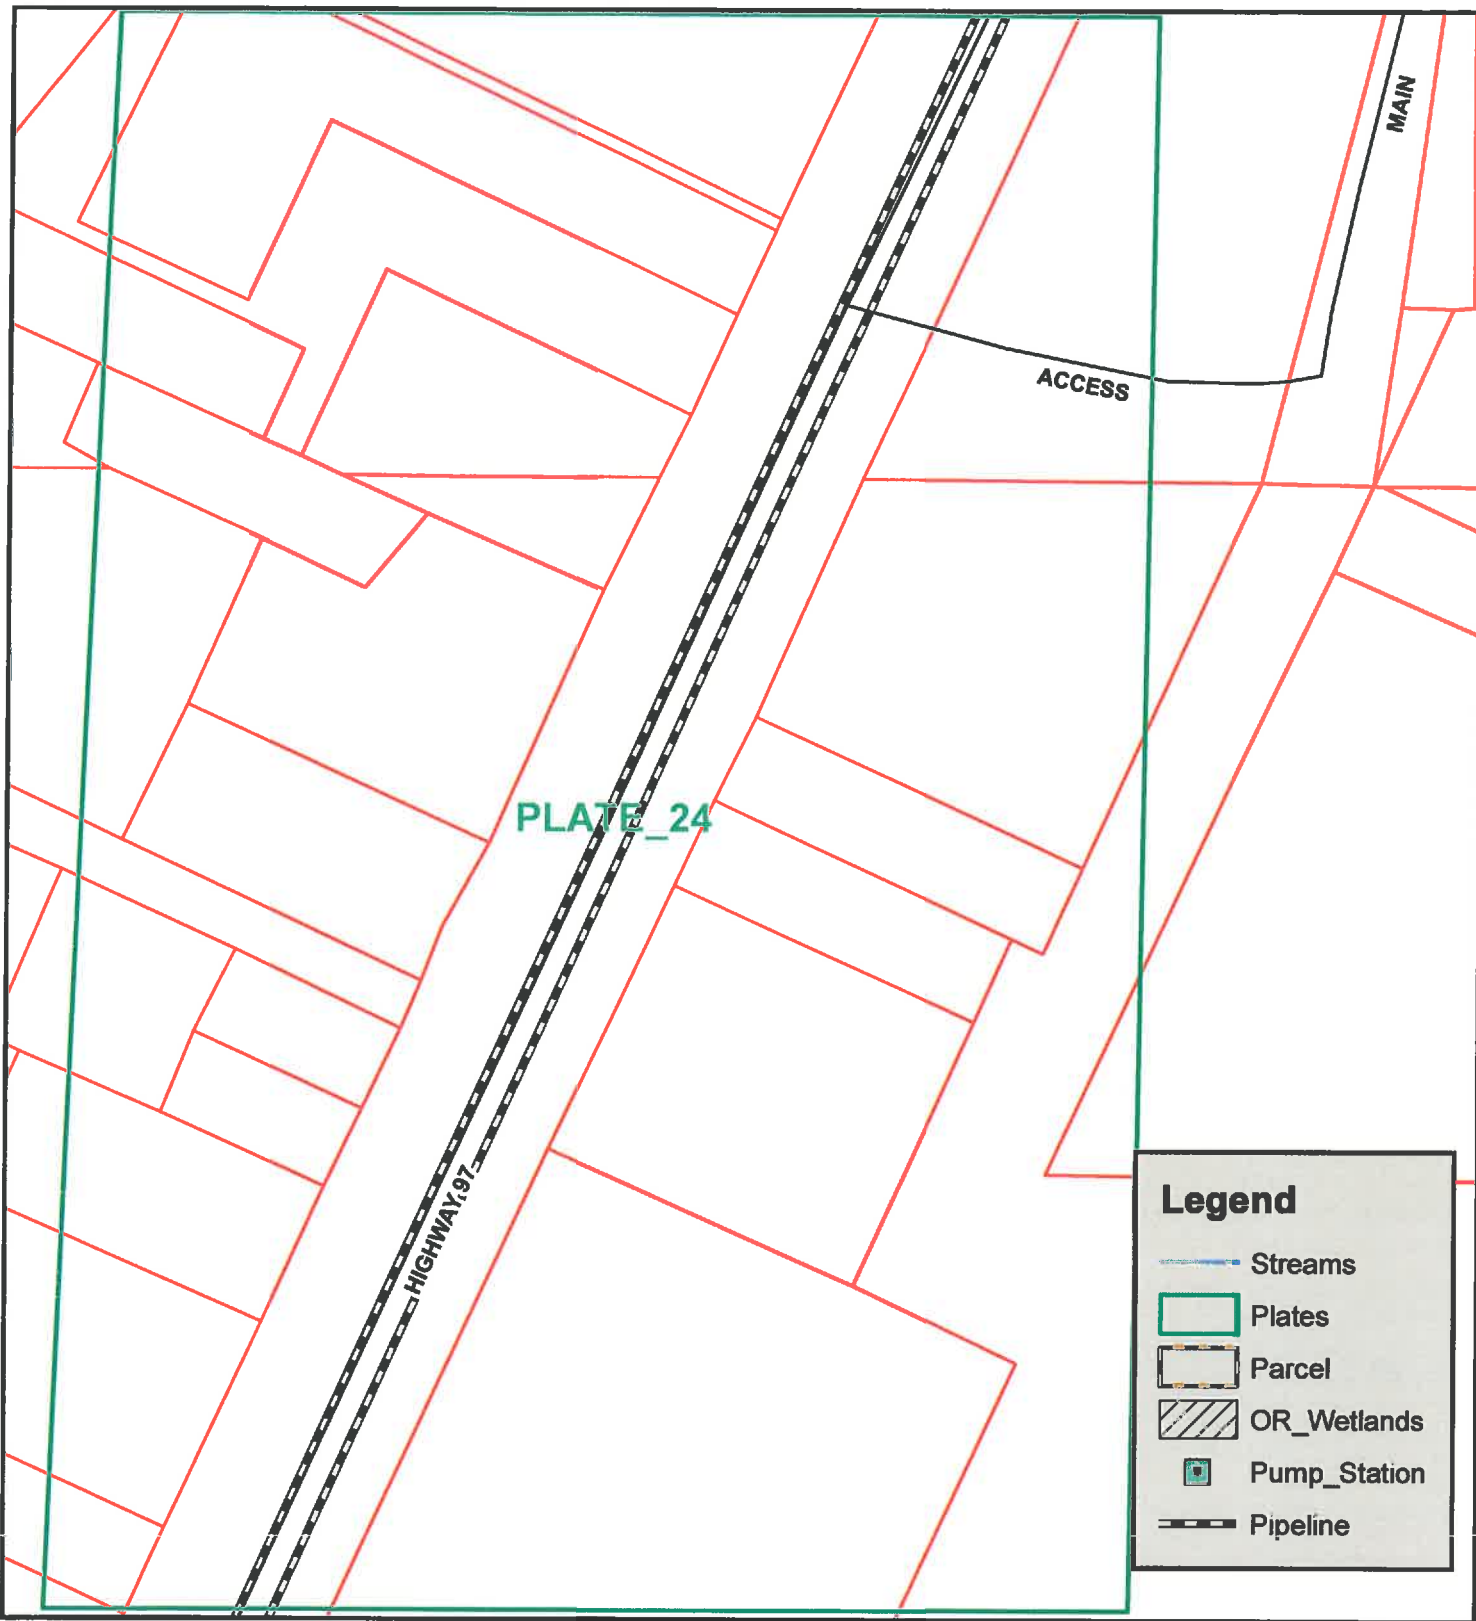 MAIN
ACCESS
PLATE_24
HIGHWAY 97
Legend
Streams
Plates
Parcel
OR_Wetlands
Pump_Station
Pipeline